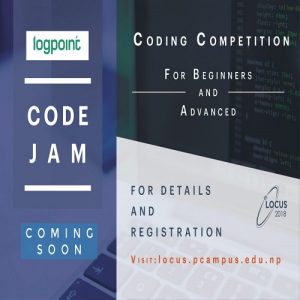 logpoint
CODE
JAM
COMING
SOON
CODING COMPETITION
FOR BEGINNERS
AND
ADVANCED
FOR DETAILS
AND
REGISTRATION
Visit:locus.pcampus.edu.np
LOCUS
2018